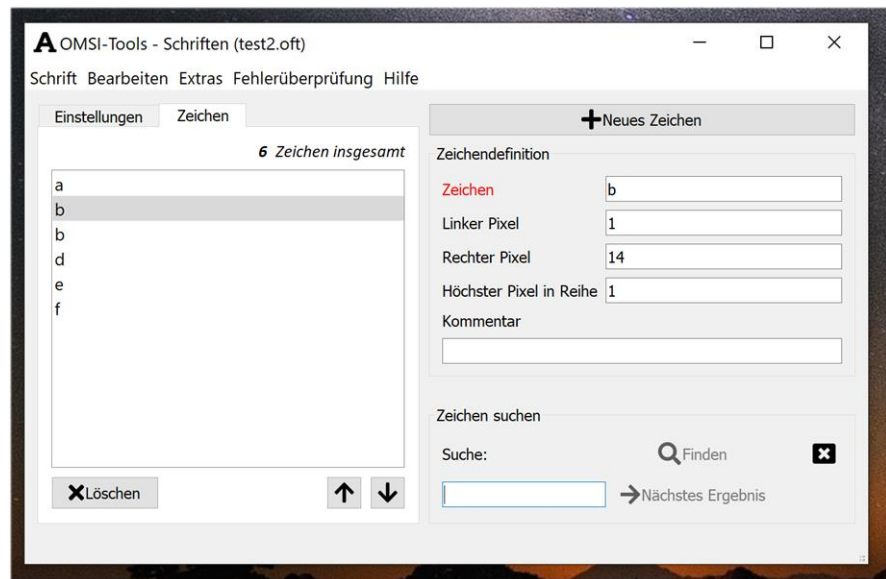 OMSI-Tools - Schriften (test2.oft)
Schrift Bearbeiten Extras Fehlerüberprüfung Hilfe
Einstellungen Zeichen
6 Zeichen insgesamt
a
b
b
d
e
f
Löschen
Neues Zeichen
Zeichendefinition
Zeichen b
Linker Pixel 1
Rechter Pixel 14
Höchster Pixel in Reihe 1
Kommentar
Zeichen suchen
Suche: Finden
Nächstes Ergebnis